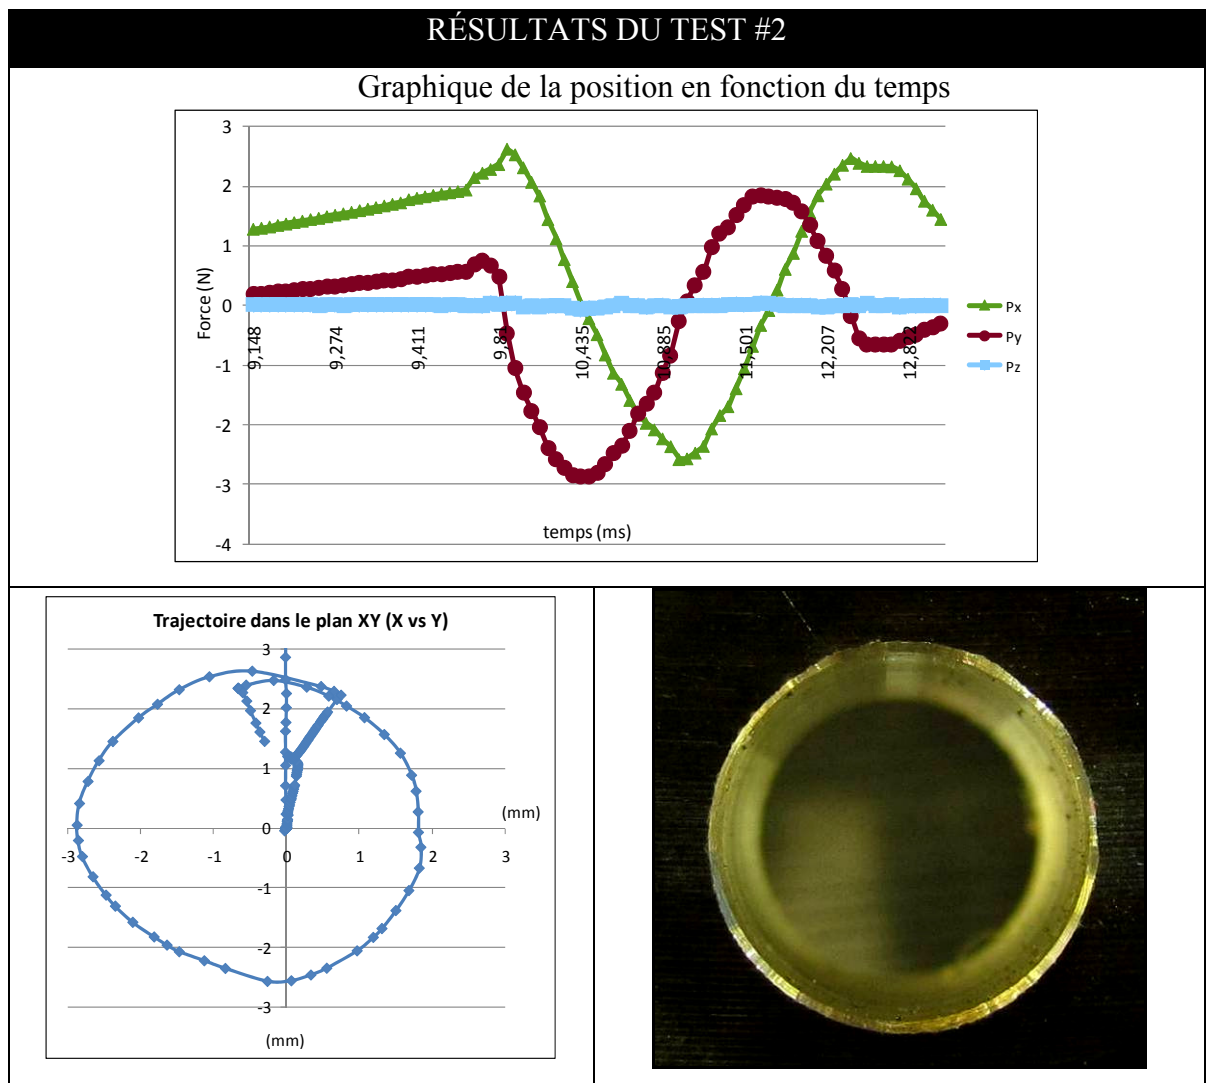 RÉSULTATS DU TEST #2
Graphique de la position en fonction du temps
3
2
1
0
-1
-2
-3
-4
Force (N)
9,148
9,274
9,411
9,83
10,435
10,885
11,501
12,207
12,822
temps (ms)
Px
Py
Pz
Trajectoire dans le plan XY (X vs Y)
3
2
1
0
-1
-2
-3
-3 -2 -1 0 1 2 3
(mm)
(mm)